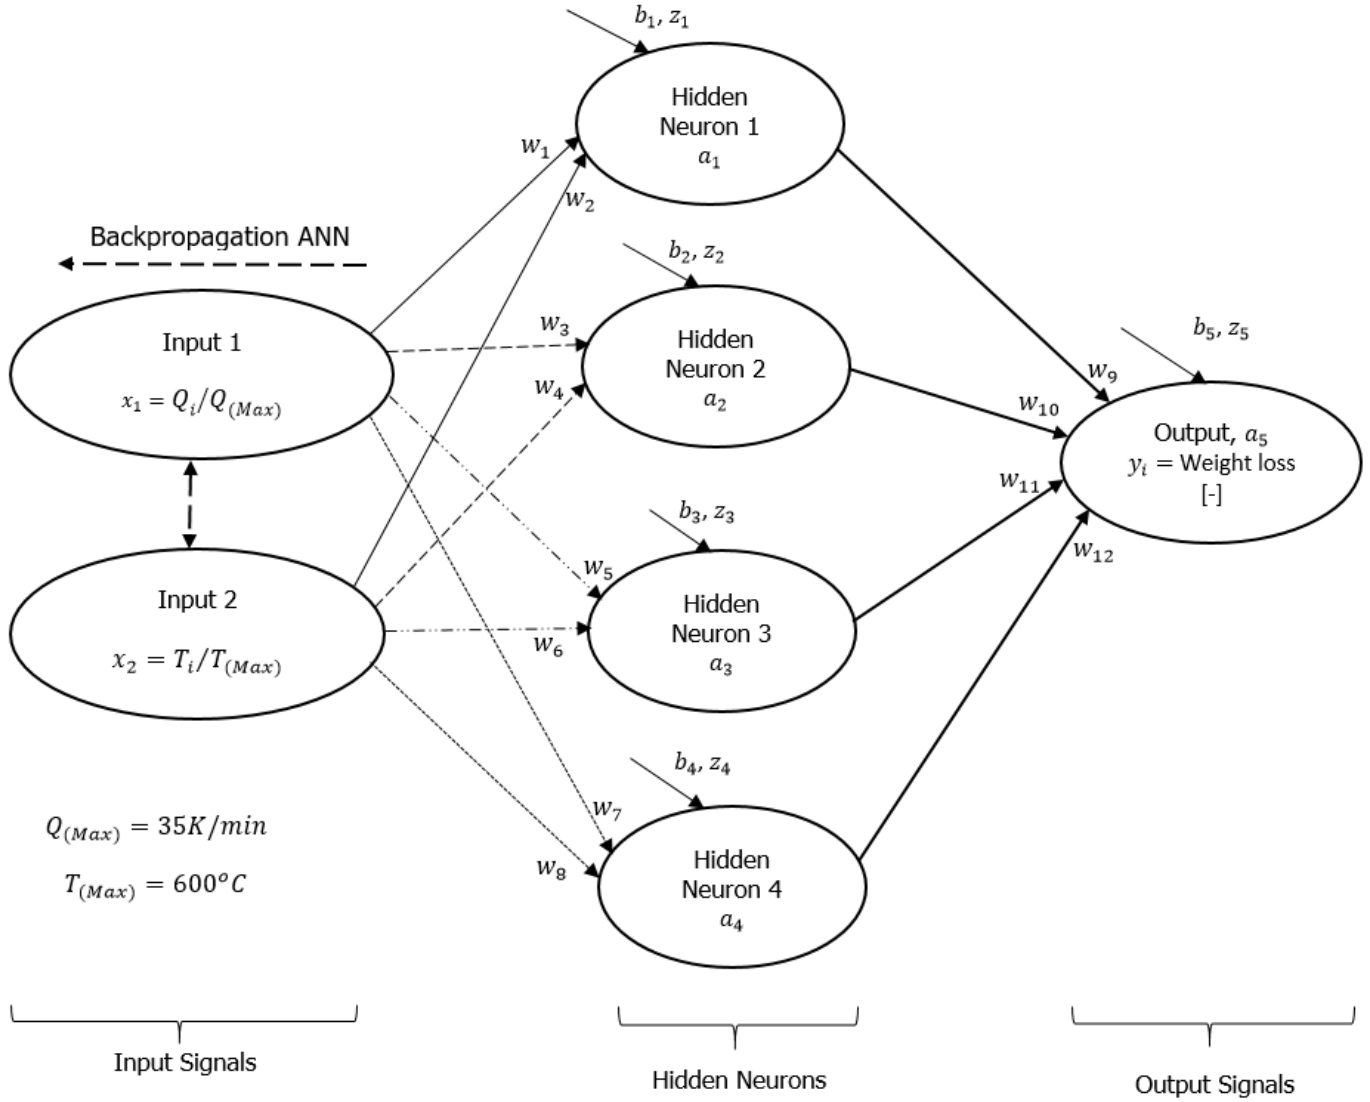 b₁, z₁
Hidden
Neuron 1
a₁
w₁
w₂
Backpropagation ANN
b₂, z₂
Input 1
x₁ = Qᵢ/Q₍Max₎
w₃
w₄
Hidden
Neuron 2
a₂
b₅, z₅
w₉
w₁₀
Output, a₅
yᵢ = Weight loss
[-]
w₁₁
w₁₂
b₃, z₃
w₅
w₆
Input 2
x₂ = Tᵢ/T₍Max₎
Hidden
Neuron 3
a₃
b₄, z₄
w₇
w₈
Q₍Max₎ = 35K/min
T₍Max₎ = 600°C
Hidden
Neuron 4
a₄
Input Signals
Hidden Neurons
Output Signals